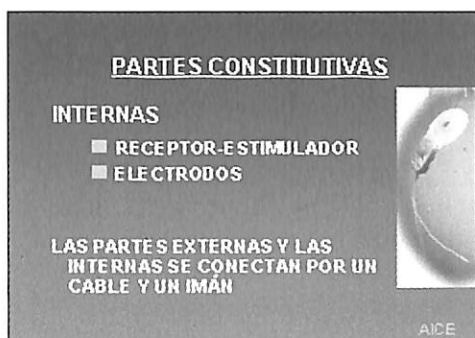 PARTES CONSTITUTIVAS
INTERNAS
RECEPTOR-ESTIMULADOR
ELECTRODOS
LAS PARTES EXTERNAS Y LAS
INTERNAS SE CONECTAN POR UN
CABLE Y UN IMÁN
AICE